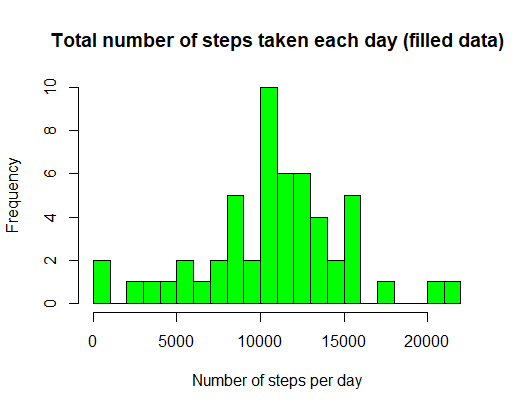 Total number of steps taken each day (filled data)
10
8
6
4
2
0
Frequency
0 5000 10000 15000 20000
Number of steps per day